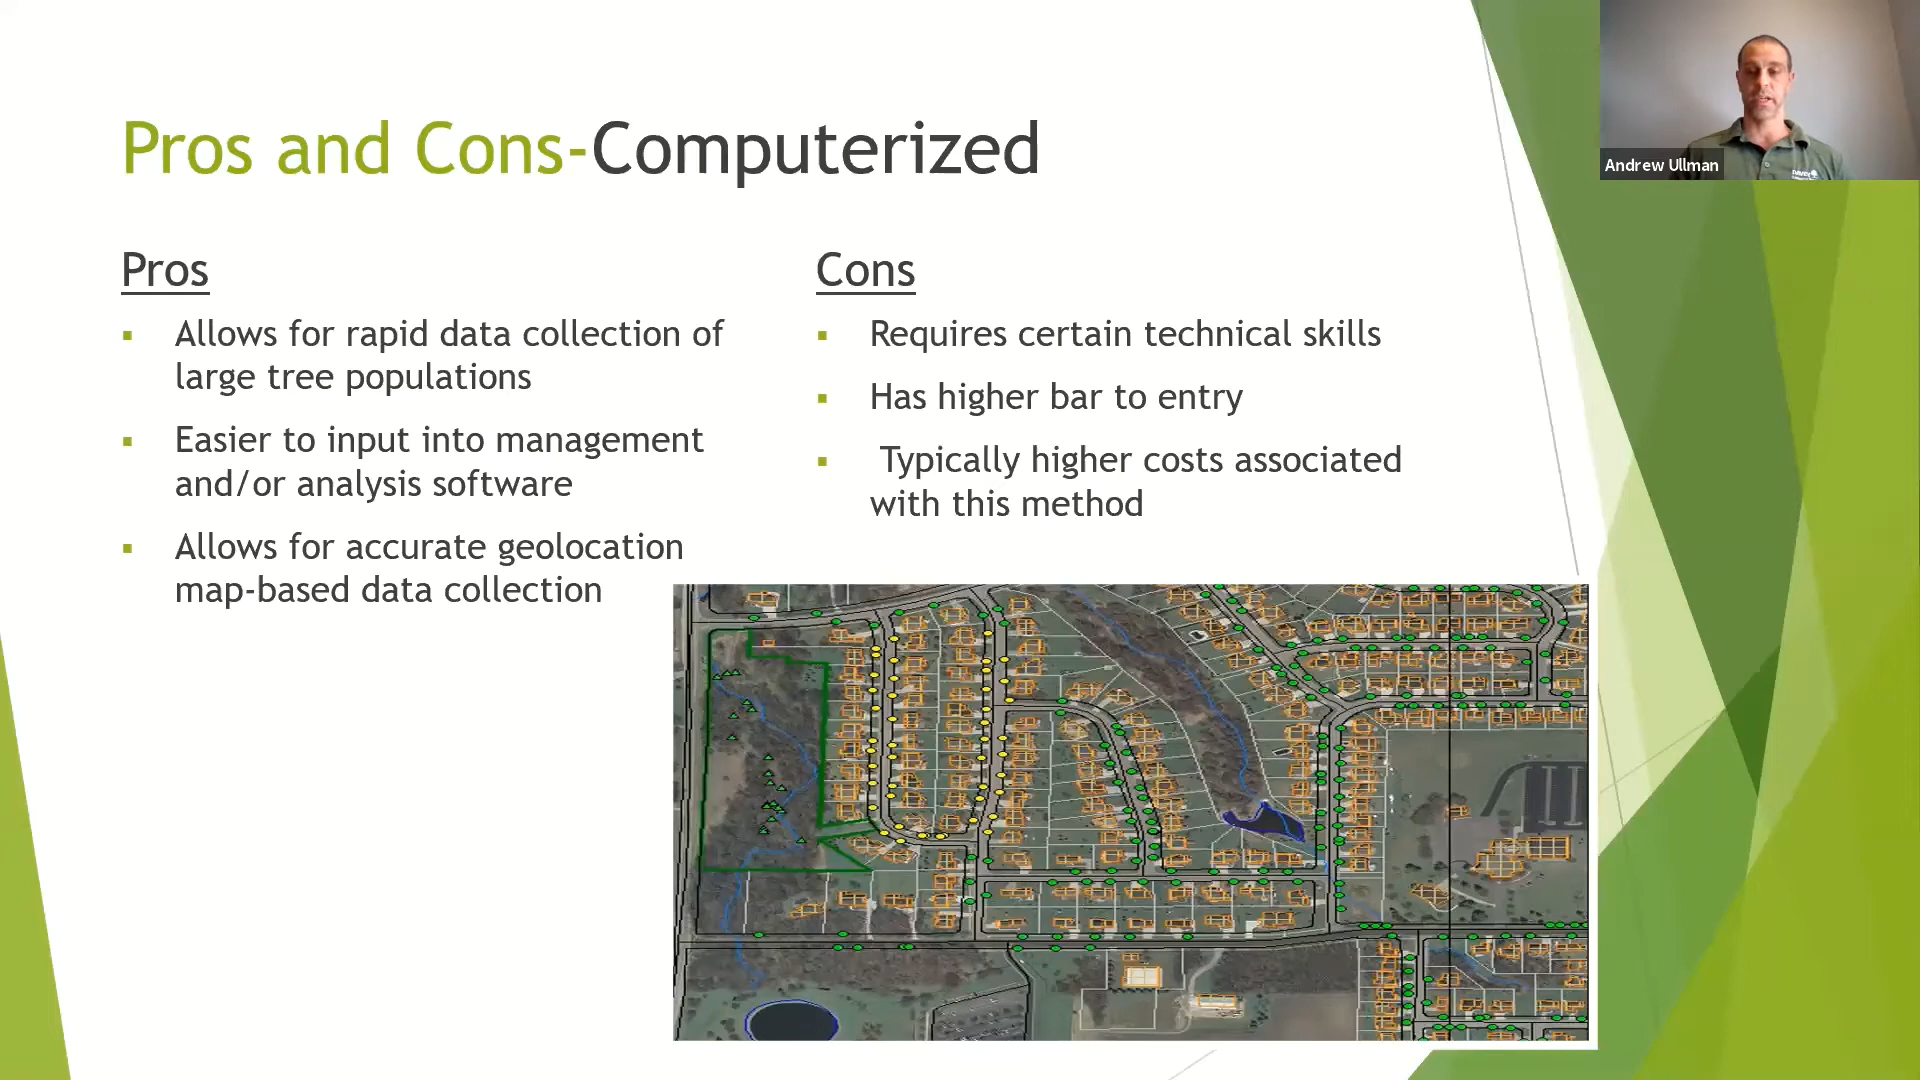 Pros and Cons-Computerized
Pros
▪ Allows for rapid data collection of
large tree populations
▪ Easier to input into management
and/or analysis software
▪ Allows for accurate geolocation
map-based data collection
Cons
▪ Requires certain technical skills
▪ Has higher bar to entry
▪ Typically higher costs associated
with this method
Andrew Ullman